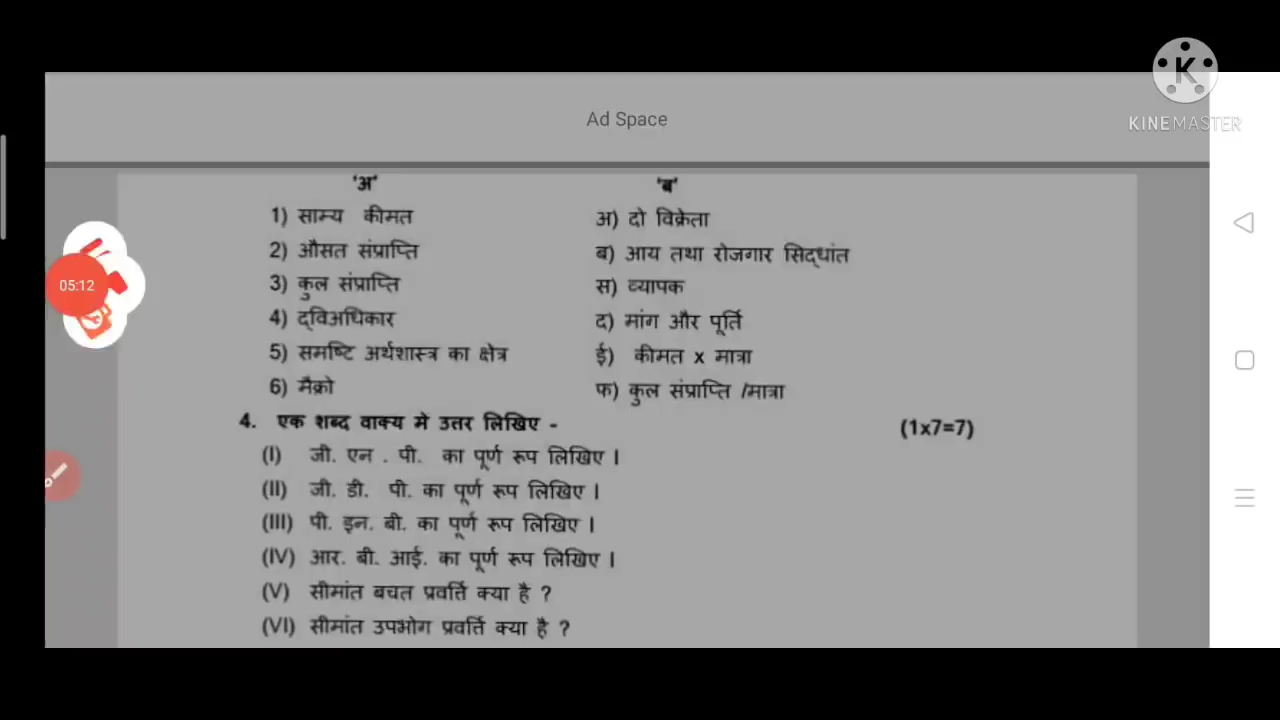 Ad Space
KINEMASTER
'अ' 'ब'
1) साम्य कीमत अ) दो विक्रेता
2) औसत संप्राप्ति ब) आय तथा रोजगार सिद्धांत
3) कुल संप्राप्ति स) व्यापक
05:12
4) द्विअधिकार द) मांग और पूर्ति
5) समष्टि अर्थशास्त्र का क्षेत्र ई) कीमत x मात्रा
6) मैक्रो फ) कुल संप्राप्ति /मात्रा
4. एक शब्द वाक्य मे उत्तर लिखिए - (1x7=7)
(I) जी. एन . पी. का पूर्ण रूप लिखिए ।
(II) जी. डी. पी. का पूर्ण रूप लिखिए ।
(III) पी. इन. बी. का पूर्ण रूप लिखिए ।
(IV) आर. बी. आई. का पूर्ण रूप लिखिए ।
(V) सीमांत बचत प्रवर्त्ति क्या है ?
(VI) सीमांत उपभोग प्रवर्त्ति क्या है ?